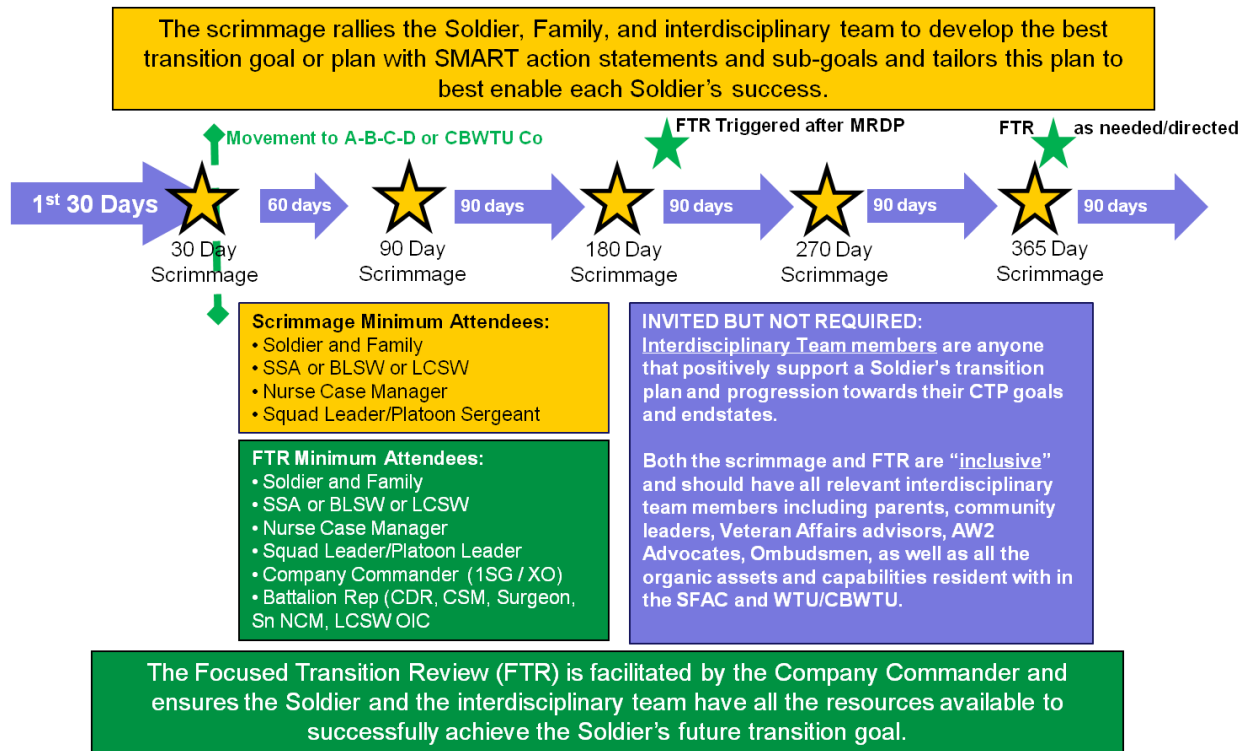 The scrimmage rallies the Soldier, Family, and interdisciplinary team to develop the best
transition goal or plan with SMART action statements and sub-goals and tailors this plan to
best enable each Soldier's success.
Movement to A-B-C-D or CBWTU Co
FTR Triggered after MRDP
FTR as needed/directed
1st 30 Days
60 days
90 days
90 days
90 days
90 days
30 Day
Scrimmage
90 Day
Scrimmage
180 Day
Scrimmage
270 Day
Scrimmage
365 Day
Scrimmage
Scrimmage Minimum Attendees:
• Soldier and Family
• SSA or BLSW or LCSW
• Nurse Case Manager
• Squad Leader/Platoon Sergeant
FTR Minimum Attendees:
• Soldier and Family
• SSA or BLSW or LCSW
• Nurse Case Manager
• Squad Leader/Platoon Leader
• Company Commander (1SG / XO)
• Battalion Rep (CDR, CSM, Surgeon,
Sn NCM, LCSW OIC
INVITED BUT NOT REQUIRED:
Interdisciplinary Team members are anyone
that positively support a Soldier's transition
plan and progression towards their CTP goals
and endstates.
Both the scrimmage and FTR are "inclusive"
and should have all relevant interdisciplinary
team members including parents, community
leaders, Veteran Affairs advisors, AW2
Advocates, Ombudsmen, as well as all the
organic assets and capabilities resident with in
the SFAC and WTU/CBWTU.
The Focused Transition Review (FTR) is facilitated by the Company Commander and
ensures the Soldier and the interdisciplinary team have all the resources available to
successfully achieve the Soldier's future transition goal.